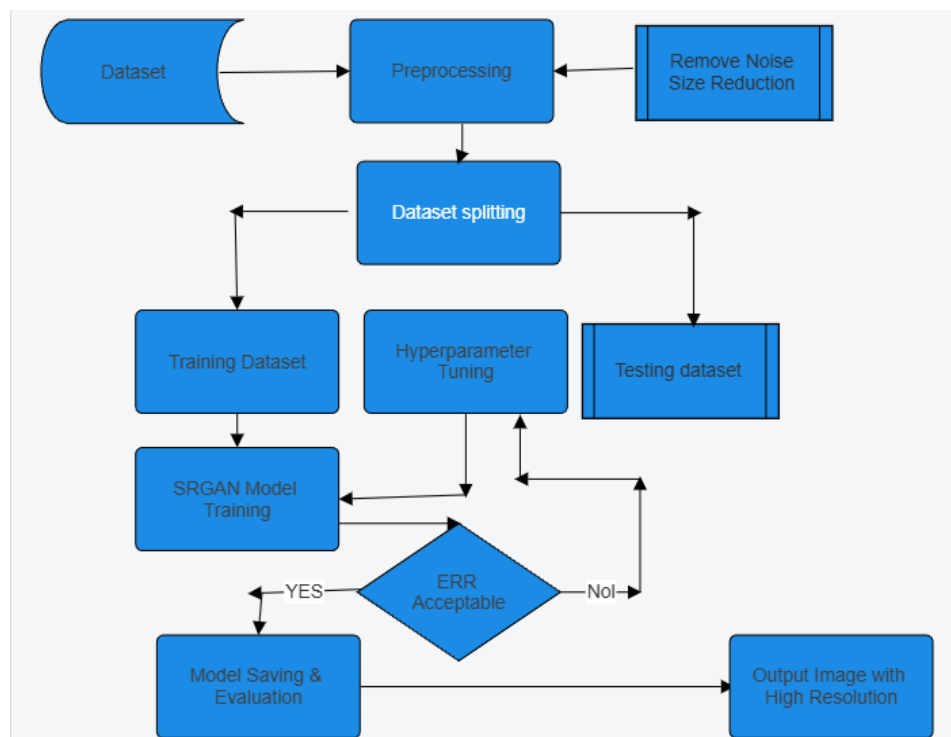 Dataset
Preprocessing
Remove Noise
Size Reduction
Dataset splitting
Training Dataset
Hyperparameter
Tuning
Testing dataset
SRGAN Model
Training
ERR
Acceptable
YES
Nol
Model Saving &
Evaluation
Output Image with
High Resolution